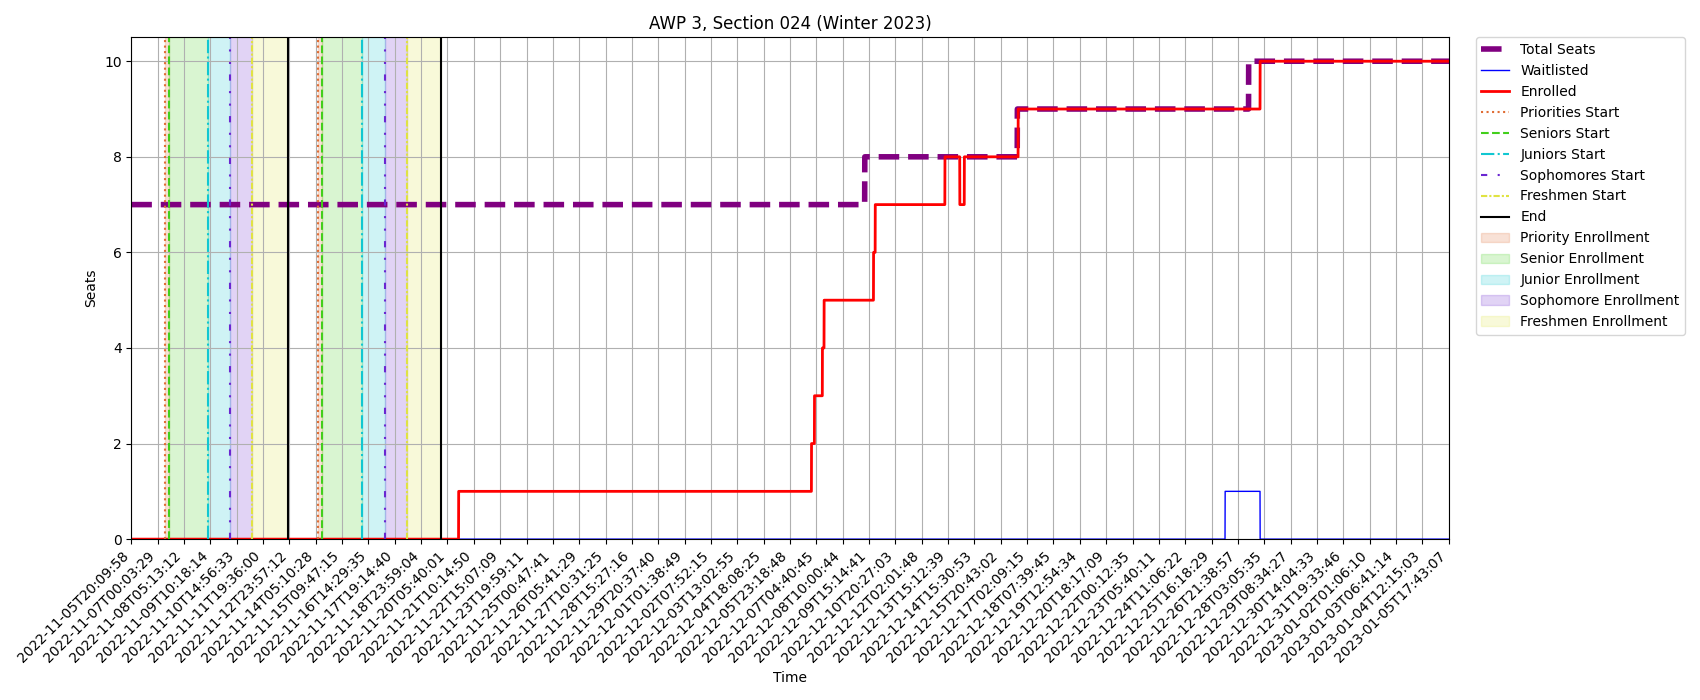 AWP 3, Section 024 (Winter 2023)
10
8
6
4
2
0
Seats
2022-11-05T20:09:58
2022-11-07T00:03:29
2022-11-08T05:13:12
2022-11-09T10:18:14
2022-11-10T14:56:33
2022-11-11T19:36:00
2022-11-12T23:57:12
2022-11-14T05:10:28
2022-11-15T09:47:15
2022-11-16T14:29:35
2022-11-17T19:14:40
2022-11-18T23:59:04
2022-11-20T05:40:01
2022-11-21T10:14:50
2022-11-22T15:07:09
2022-11-23T19:59:11
2022-11-25T00:47:41
2022-11-26T05:41:29
2022-11-27T10:31:25
2022-11-28T15:27:16
2022-11-29T20:37:40
2022-12-01T01:38:49
2022-12-02T07:52:15
2022-12-03T13:02:55
2022-12-04T18:08:25
2022-12-05T23:18:48
2022-12-07T04:40:45
2022-12-08T10:00:44
2022-12-09T15:14:41
2022-12-10T20:27:03
2022-12-12T02:01:48
2022-12-13T15:12:39
2022-12-14T15:30:53
2022-12-15T20:43:02
2022-12-17T02:09:15
2022-12-18T07:39:45
2022-12-19T12:54:34
2022-12-20T18:17:09
2022-12-22T00:12:35
2022-12-23T05:40:11
2022-12-24T11:06:22
2022-12-25T16:18:29
2022-12-26T21:38:57
2022-12-28T03:05:35
2022-12-29T08:34:27
2022-12-30T14:04:33
2022-12-31T19:33:46
2023-01-02T01:06:10
2023-01-03T06:41:14
2023-01-04T12:15:03
2023-01-05T17:43:07
Time
Total Seats
Waitlisted
Enrolled
Priorities Start
Seniors Start
Juniors Start
Sophomores Start
Freshmen Start
End
Priority Enrollment
Senior Enrollment
Junior Enrollment
Sophomore Enrollment
Freshmen Enrollment